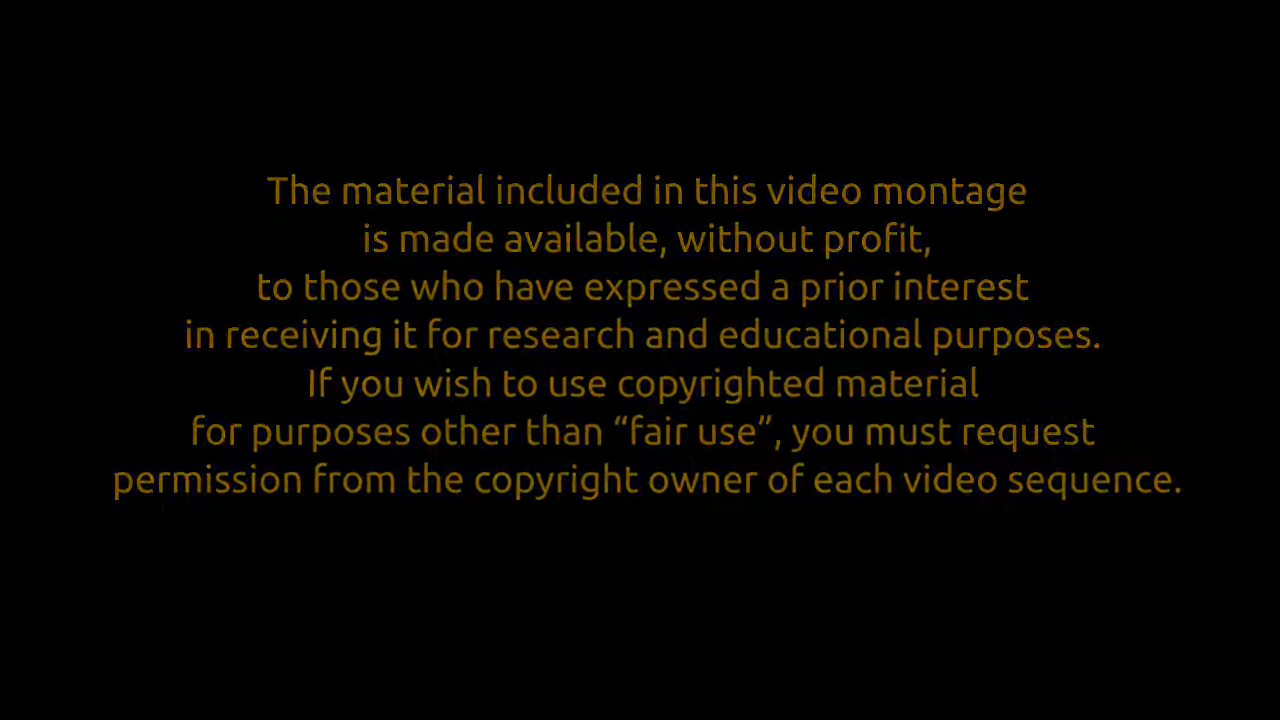 The material included in this video montage
is made available, without profit,
to those who have expressed a prior interest
in receiving it for research and educational purposes.
If you wish to use copyrighted material
for purposes other than “fair use”, you must request
permission from the copyright owner of each video sequence.